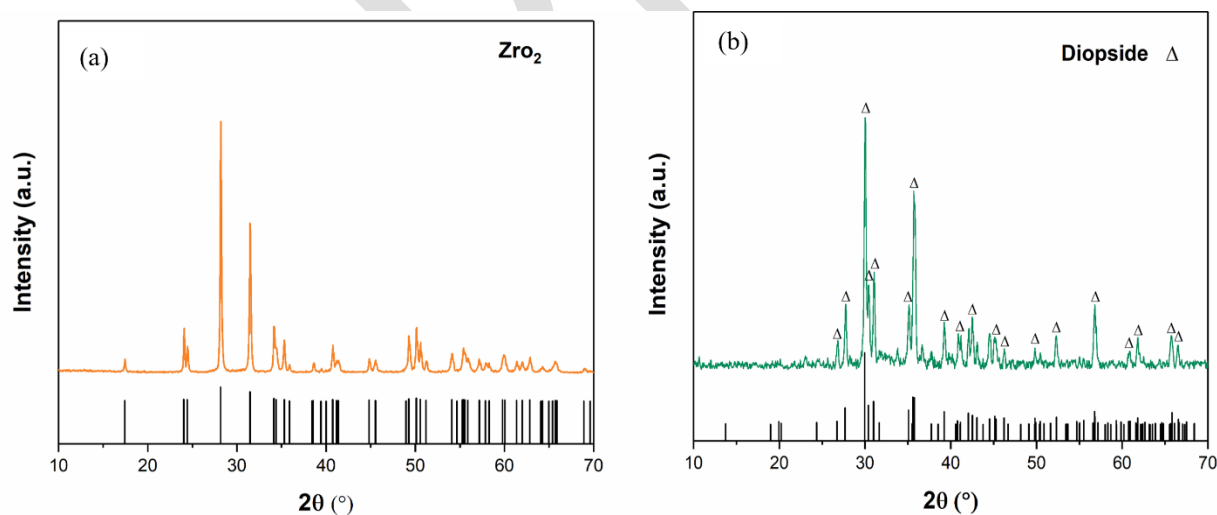 (a)
Zro₂
Intensity (a.u.)
10 20 30 40 50 60 70
2θ (°)
(b)
Diopside Δ
Δ Δ Δ Δ Δ Δ Δ Δ Δ Δ Δ Δ Δ Δ Δ Δ Δ Δ Δ
Intensity (a.u.)
10 20 30 40 50 60 70
2θ (°)